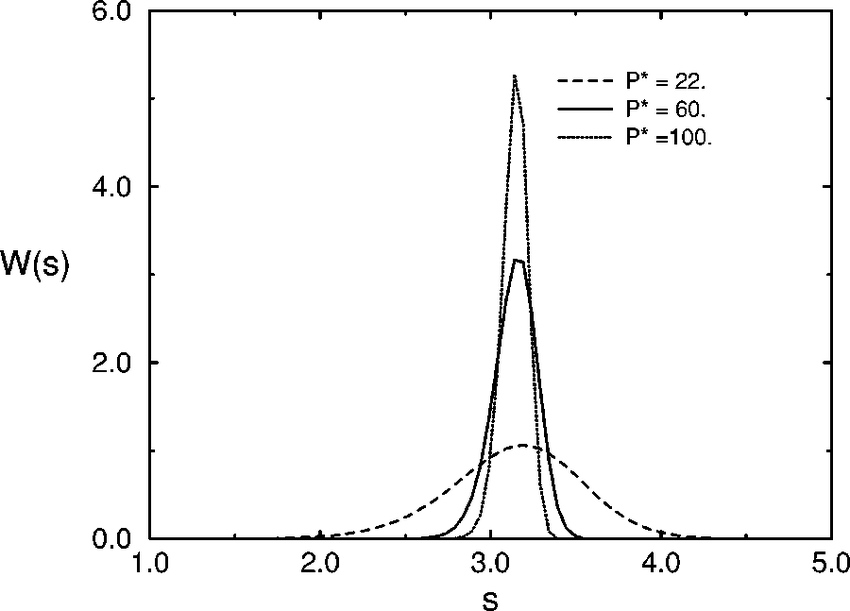 6.0
P* = 22.
P* = 60.
P* =100.
4.0
W(s)
2.0
0.0
1.0 2.0 3.0 4.0 5.0
s